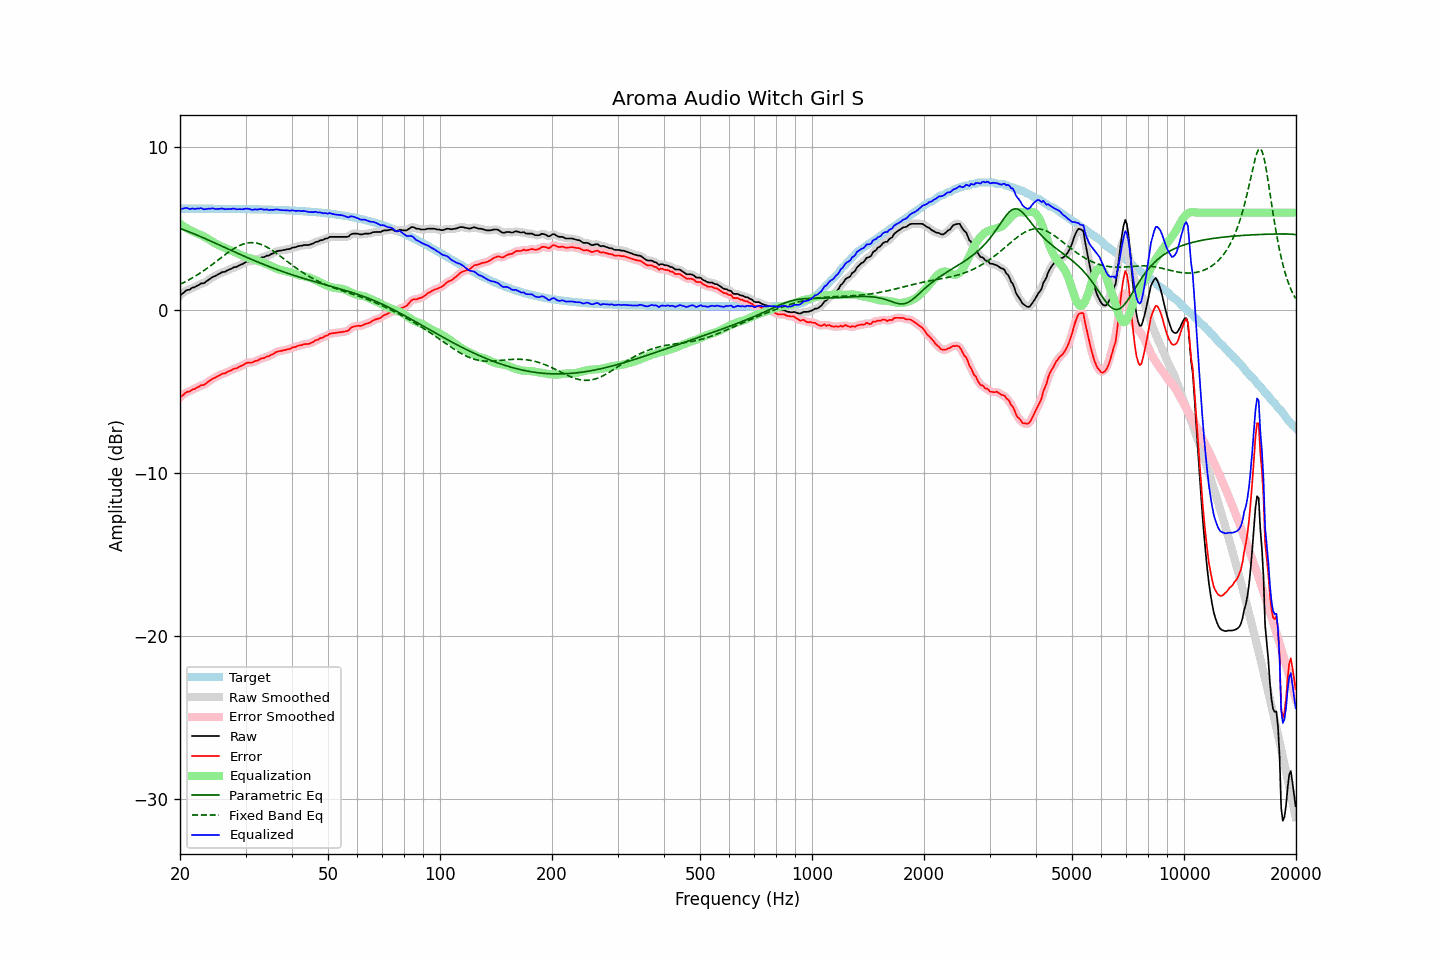 Aroma Audio Witch Girl S
10
0
−10
−20
−30
Amplitude (dBr)
Target
Raw Smoothed
Error Smoothed
Raw
Error
Equalization
Parametric Eq
Fixed Band Eq
Equalized
20 50 100 200 500 1000 2000 5000 10000 20000
Frequency (Hz)